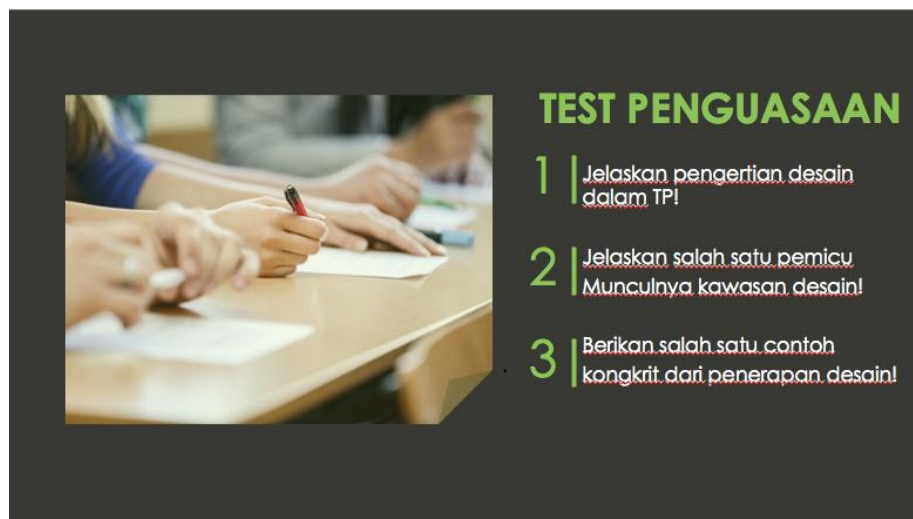 TEST PENGUASAAN
1
Jelaskan pengertian desain
dalam TP!
2
Jelaskan salah satu pemicu
Munculnya kawasan desain!
3
Berikan salah satu contoh
kongkrit dari penerapan desain!